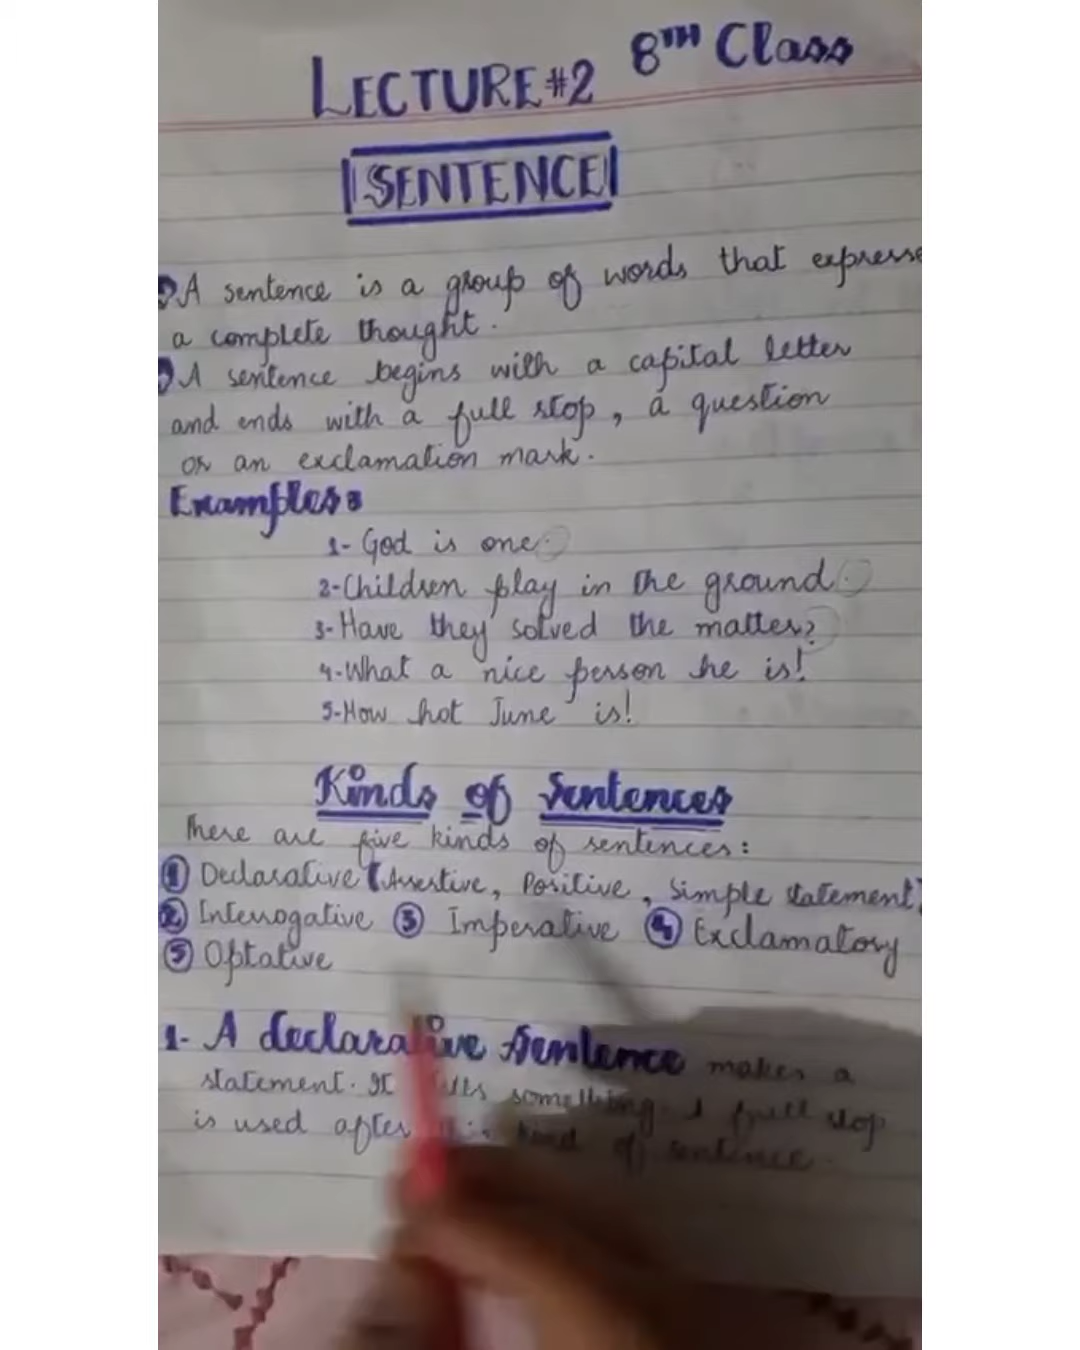 LECTURE#2 8TH Class
SENTENCE
A sentence is a group of words that expresse
a complete thought.
A sentence begins with a capital letter
and ends with a full stop, a question
or an exclamation mark.
Examples:
1- God is one.
2- Children play in the ground.
3- Have they solved the matter?
4- What a nice person he is!
5- How hot June is!
Kinds of Sentences
There are five kinds of sentences:
① Declarative (Assertive, Positive, Simple statement)
② Interrogative ③ Imperative ④ Exclamatory
⑤ Optative
1- A declarative Sentence makes a
statement. It something. A full stop
is used after kind of sentence.